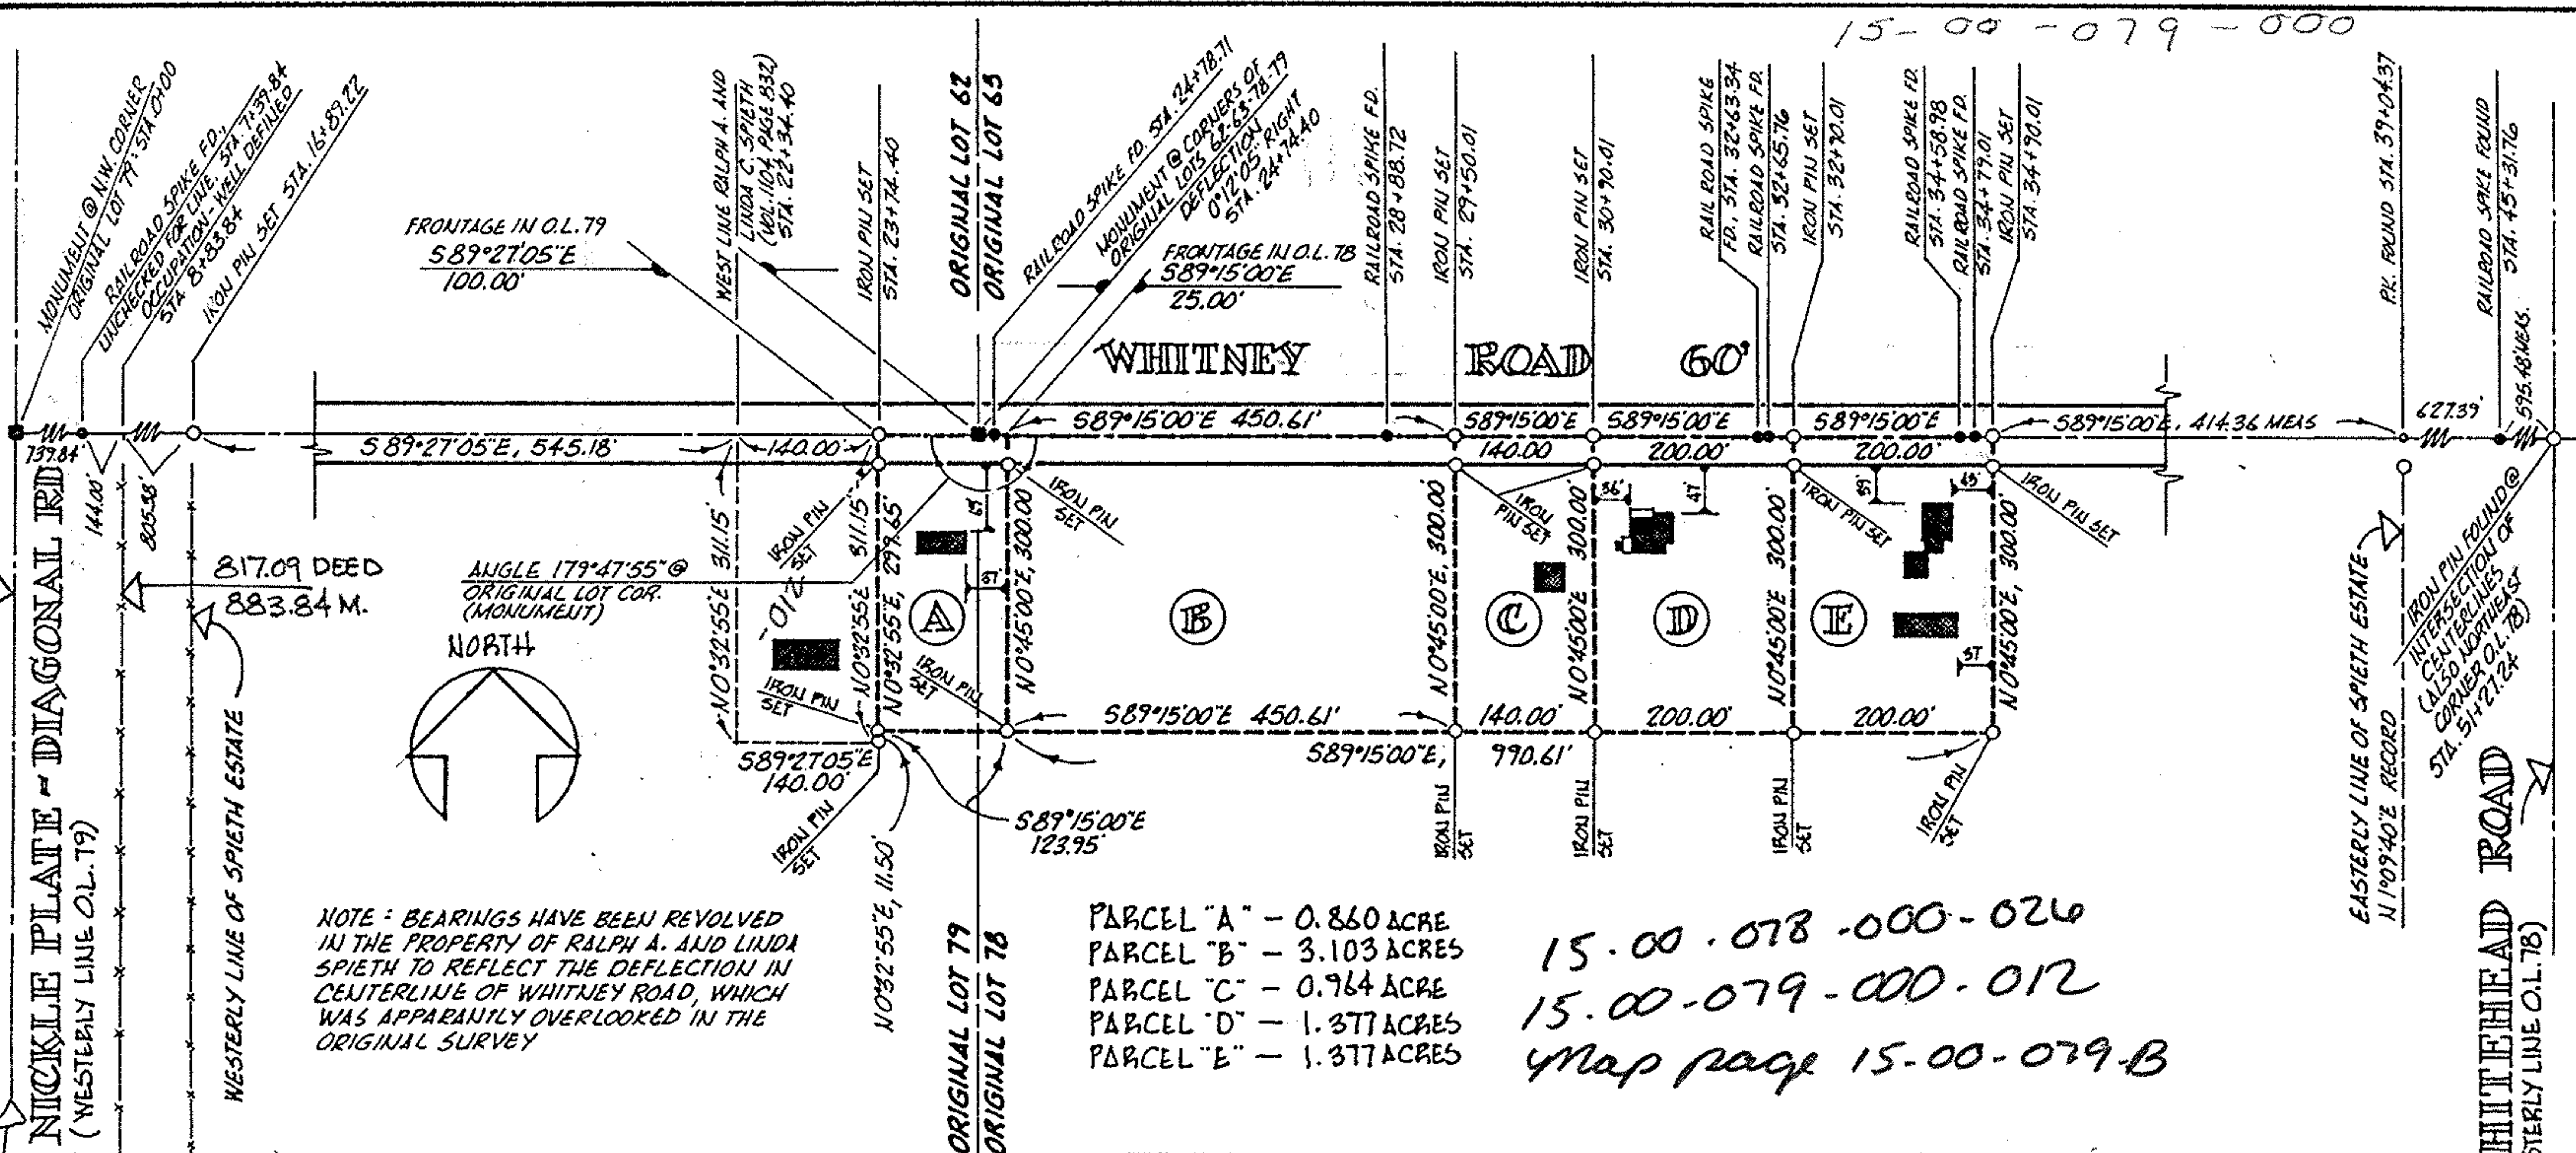 15-00-079-000
MONUMENT @ N.W. CORNER
ORIGINAL LOT 79: STA. 0+00
RAILROAD SPIKE FD.,
UNCHECKED FOR LINE. STA. 7+39.84
OCCUPATION-WELL DEFINED
STA. 8+83.84
IRON PIN SET STA. 16+89.22
FRONTAGE IN O.L. 79
S89°27'05"E
100.00'
WEST LINE RALPH A. AND
LINDA C. SPIETH
(VOL. 1104 PAGE 832)
STA. 22+34.40
IRON PIN SET
STA. 23+74.40
ORIGINAL LOT 62
ORIGINAL LOT 63
RAILROAD SPIKE FD. STA. 24+78.71
MONUMENT @ CORNERS OF
ORIGINAL LOTS 62-63-78-79
DEFLECTION
0°12'05" RIGHT
STA. 24+74.40
FRONTAGE IN O.L. 78
S89°15'00"E
25.00'
RAILROAD SPIKE FD.
STA. 28+88.72
IRON PIN SET
STA. 29+50.01
IRON PIN SET
STA. 30+90.01
RAILROAD SPIKE
FD., STA. 32+63.34
RAILROAD SPIKE FD.
STA. 32+65.76
IRON PIN SET
STA. 32+90.01
RAILROAD SPIKE FD.
STA. 34+58.98
RAILROAD SPIKE FD.
STA. 34+79.01
IRON PIN SET
STA. 34+90.01
P.K. FOUND STA. 39+04.37
RAILROAD SPIKE FOUND
STA. 45+31.76
WHITNEY ROAD 60'
739.84'
144.00'
805.38'
S89°27'05"E, 545.18'
140.00'
S89°15'00"E 450.61'
S89°15'00"E
140.00
S89°15'00"E
200.00'
S89°15'00"E
200.00'
S89°15'00"E, 414.36 MEAS
627.39'
595.48'MEAS.
817.09 DEED
883.84 M.
ANGLE 179°47'55" @
ORIGINAL LOT COR.
(MONUMENT)
NORTH
N0°32'55"E 311.15'
-012
IRON PIN
SET
N0°32'55"E 311.15'
N0°32'55"E, 299.65'
A
37'
N0°45'00"E, 300.00
IRON PIN
SET
B
N0°45'00"E, 300.00'
IRON
PIN SET
C
N0°45'00"E 300.00'
36'
47'
D
N0°45'00"E 300.00'
IRON PIN SET
E
37
N0°45'00"E, 300.00'
IRON PIN SET
IRON PIN
SET
IRON PIN
SET
S89°27'05"E
140.00'
IRON PIN
SET
N0°32'55"E, 11.50'
S89°15'00"E
123.95'
S89°15'00"E 450.61'
140.00'
200.00'
200.00'
S89°15'00"E, 990.61'
IRON PIN
SET
IRON PIN
SET
IRON PIN
SET
IRON PIN
SET
EASTERLY LINE OF SPIETH ESTATE
N1°09'40"E RECORD
IRON PIN FOUND @
INTERSECTION OF
CENTERLINES
(ALSO NORTHEAST
CORNER O.L. 78)
STA. 51+27.24
NICKLE PLATE-DIAGONAL RD
(WESTERLY LINE O.L. 79)
WESTERLY LINE OF SPIETH ESTATE
NOTE: BEARINGS HAVE BEEN REVOLVED
IN THE PROPERTY OF RALPH A. AND LINDA
SPIETH TO REFLECT THE DEFLECTION IN
CENTERLINE OF WHITNEY ROAD, WHICH
WAS APPARANTLY OVERLOOKED IN THE
ORIGINAL SURVEY
ORIGINAL LOT 79
ORIGINAL LOT 78
PARCEL "A" - 0.860 ACRE
PARCEL "B" - 3.103 ACRES
PARCEL "C" - 0.964 ACRE
PARCEL "D" - 1.377 ACRES
PARCEL "E" - 1.377 ACRES
15.00.078-000-026
15.00-079-000-012
Map page 15-00-079-B
HITEHEAD ROAD
STERLY LINE O.L. 78)